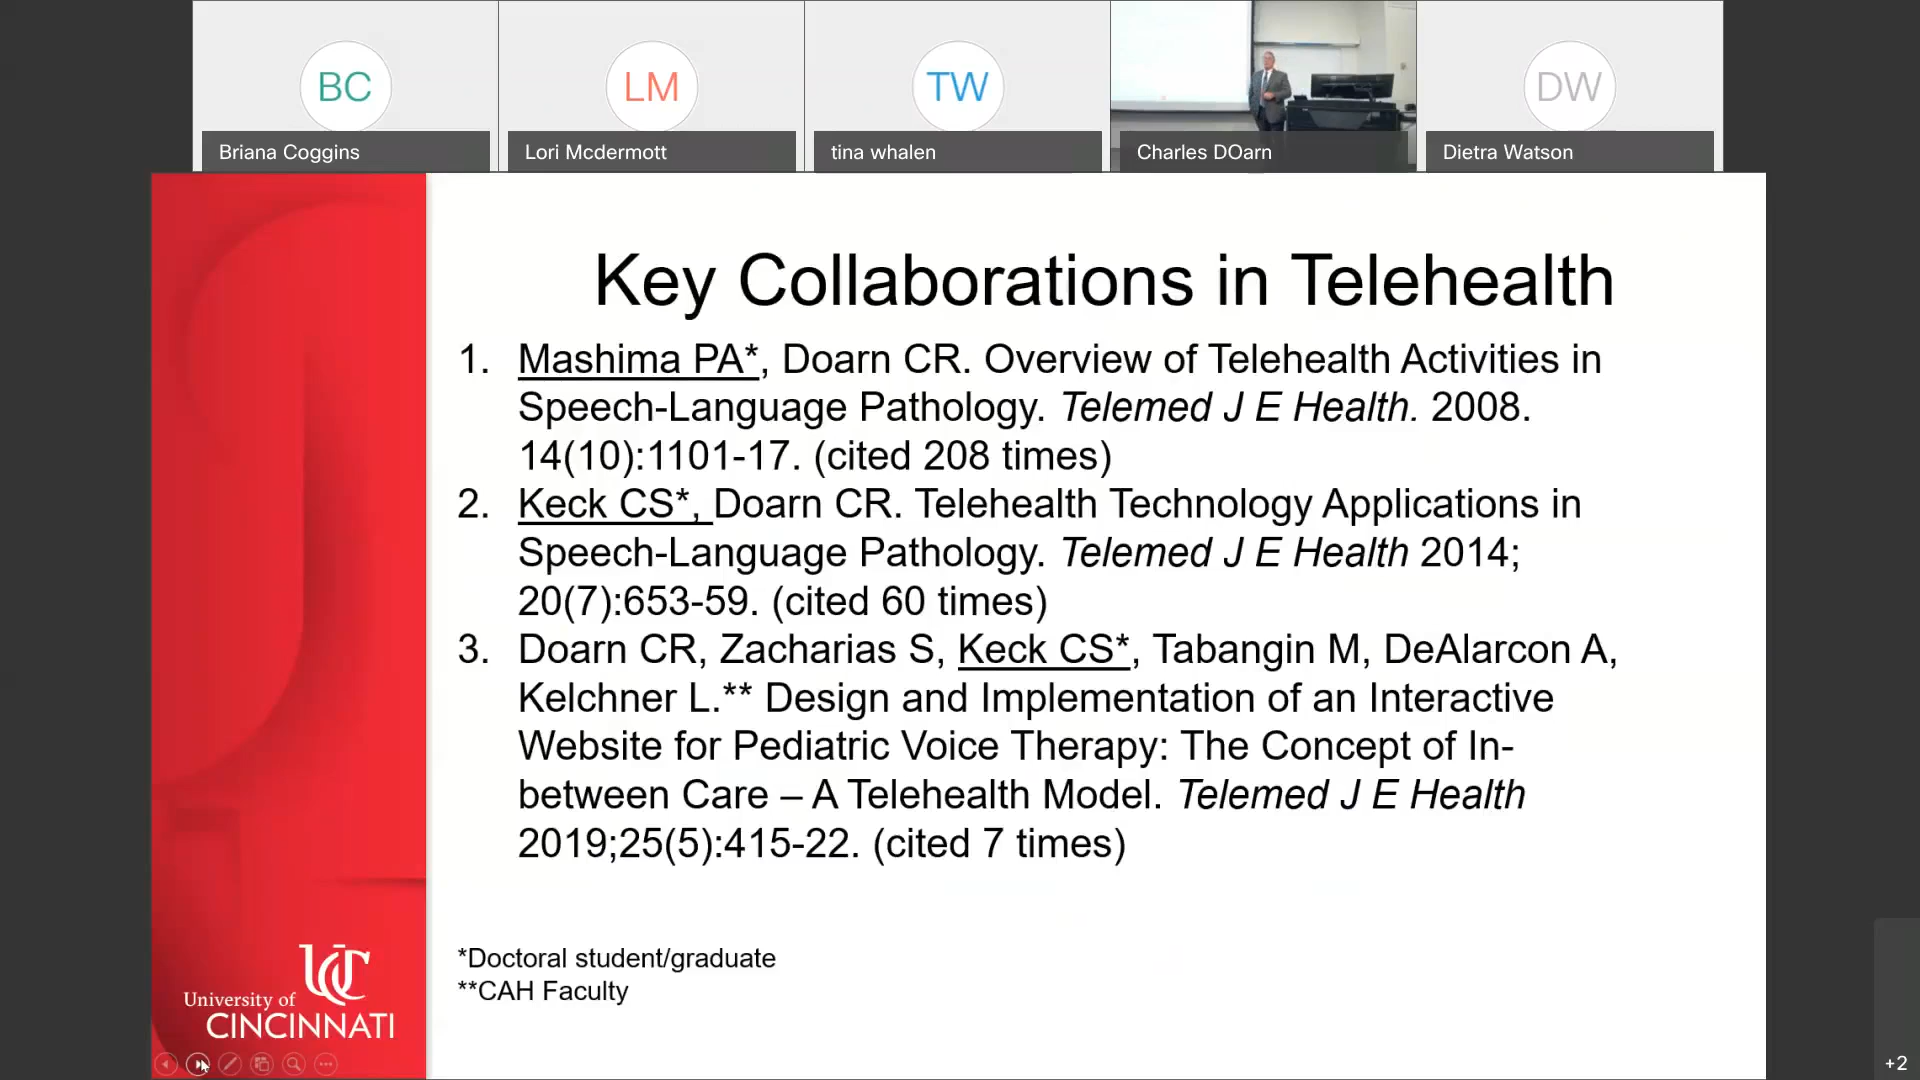 BC
LM
TW
DW
Briana Coggins
Lori Mcdermott
tina whalen
Charles DOarn
Dietra Watson
Key Collaborations in Telehealth
1. Mashima PA*, Doarn CR. Overview of Telehealth Activities in
Speech-Language Pathology. Telemed J E Health. 2008.
14(10):1101-17. (cited 208 times)
2. Keck CS*, Doarn CR. Telehealth Technology Applications in
Speech-Language Pathology. Telemed J E Health 2014;
20(7):653-59. (cited 60 times)
3. Doarn CR, Zacharias S, Keck CS*, Tabangin M, DeAlarcon A,
Kelchner L.** Design and Implementation of an Interactive
Website for Pediatric Voice Therapy: The Concept of In-
between Care – A Telehealth Model. Telemed J E Health
2019;25(5):415-22. (cited 7 times)
*Doctoral student/graduate
**CAH Faculty
UC
University of
CINCINNATI
+2